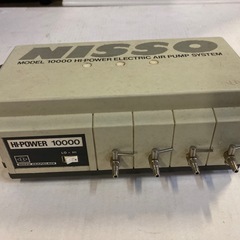 NISSO
MODEL 10000 HI-POWER ELECTRIC AIR PUMP SYSTEM
HI-POWER 10000